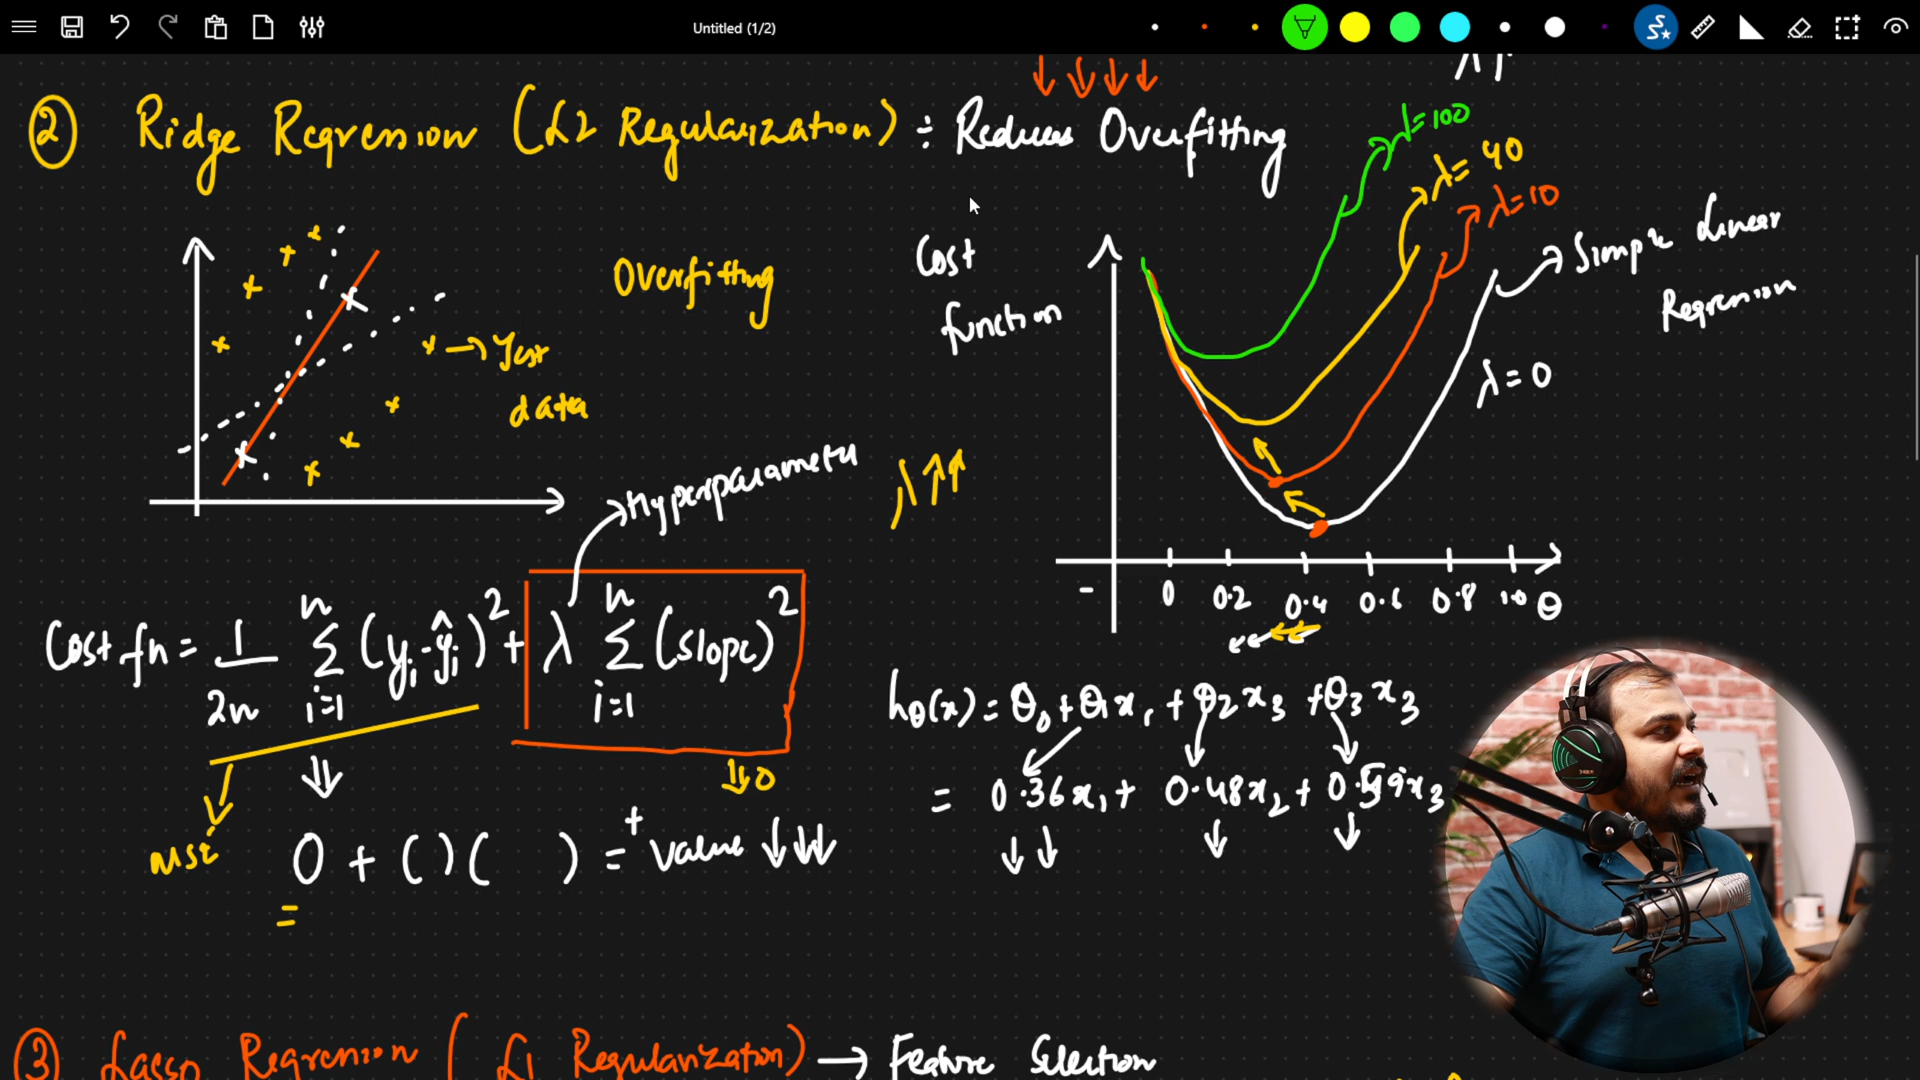 Untitled (1/2)
② Ridge Regression (L2 Regularization) ÷ Reduces Overfitting
λ=100
λ= 40
λ=10
Simple Linear
Regression
λ=0
Cost
function
Overfitting
Test
data
Hyperparameter
λ↑↑
- 0 0.2 0.4 0.6 0.8 1.0 θ
Cost fn = 1/2n n Σ i=1 (yi-ŷi)² + λ n Σ i=1 (slope)²
hθ(x) = θ0 + θ1x1 + θ2x3 + θ3x3
= 0.36x1 + 0.48x2 + x3
⇓0
MSE
0 + ( ) ( ) = + Value ↓↓↓
=
③ Lasso Regression ( L1 Regularization) → Feature Selection